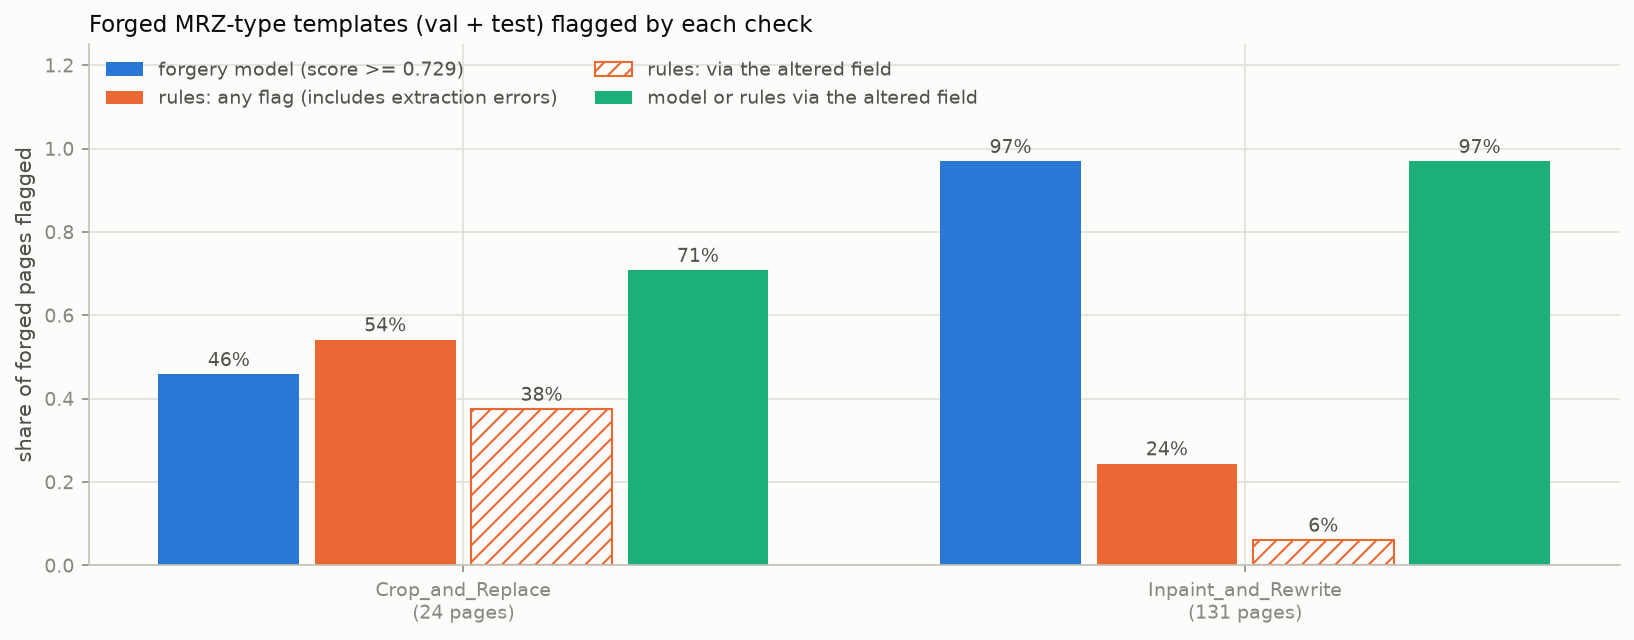 Forged MRZ-type templates (val + test) flagged by each check
forgery model (score >= 0.729)
rules: any flag (includes extraction errors)
rules: via the altered field
model or rules via the altered field
share of forged pages flagged
1.2
1.0
0.8
0.6
0.4
0.2
0.0
46%
54%
38%
71%
97%
24%
6%
97%
Crop_and_Replace
(24 pages)
Inpaint_and_Rewrite
(131 pages)